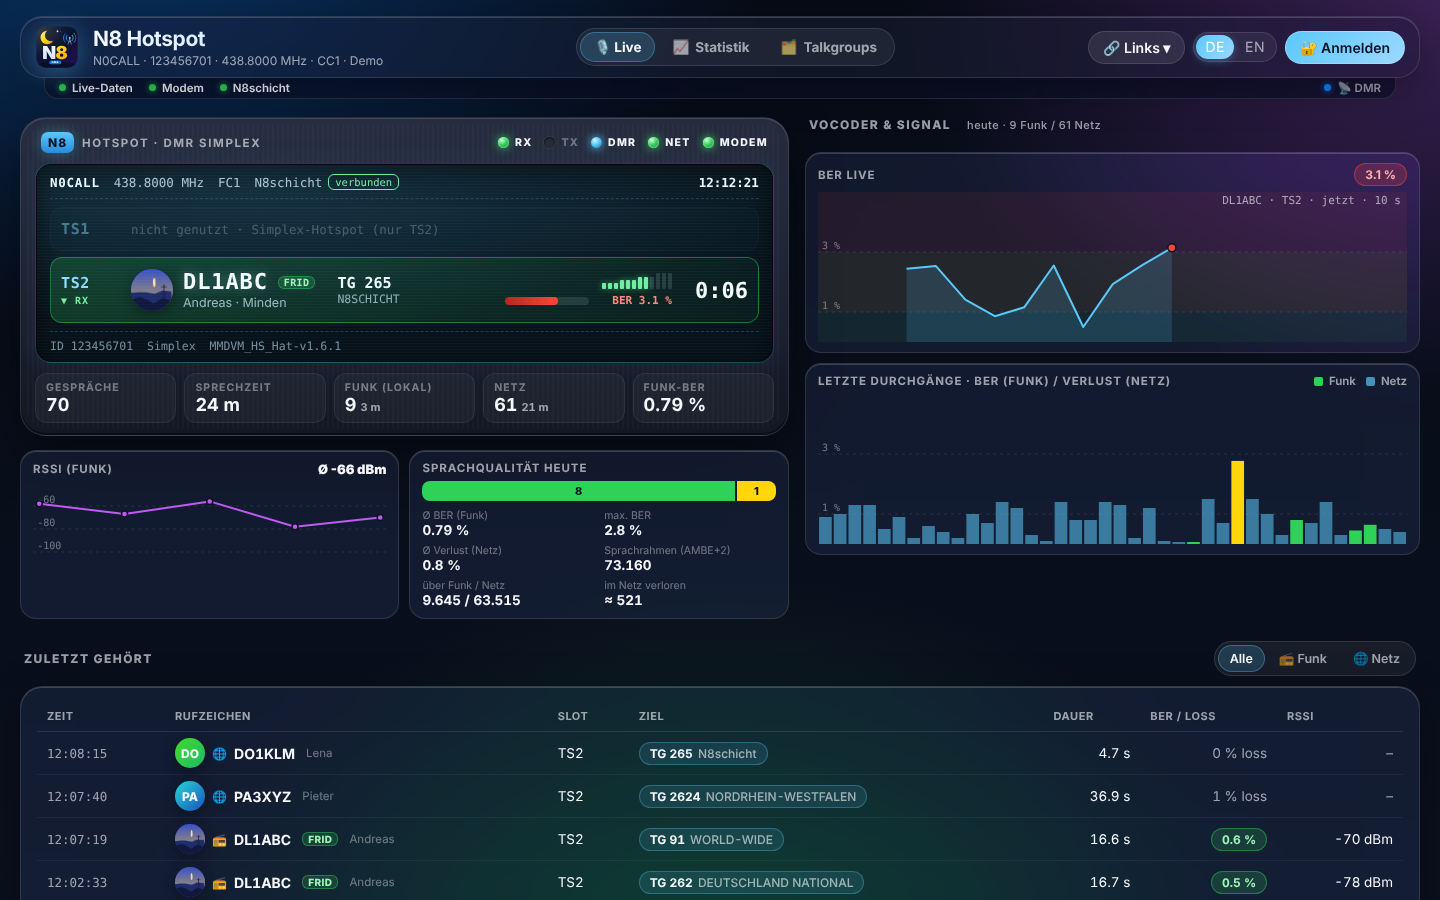 N8
N8 Hotspot
N0CALL · 123456701 · 438.8000 MHz · CC1 · Demo
Live
Statistik
Talkgroups
Links ▾
DE EN
Anmelden
Live-Daten Modem N8schicht
DMR
N8 HOTSPOT · DMR SIMPLEX
RX TX DMR NET MODEM
N0CALL 438.8000 MHz FC1 N8schicht verbunden 12:12:21
TS1 nicht genutzt · Simplex-Hotspot (nur TS2)
TS2 DL1ABC FRID TG 265 0:06
▼ RX Andreas · Minden N8SCHICHT BER 3.1 %
ID 123456701 Simplex MMDVM_HS_Hat-v1.6.1
GESPRÄCHE
70
SPRECHZEIT
24 m
FUNK (LOKAL)
9 3 m
NETZ
61 21 m
FUNK-BER
0.79 %
VOCODER & SIGNAL heute · 9 Funk / 61 Netz
BER LIVE 3.1 %
DL1ABC · TS2 · jetzt · 10 s
3 %
1 %
LETZTE DURCHGÄNGE · BER (FUNK) / VERLUST (NETZ) Funk Netz
3 %
1 %
RSSI (FUNK) Ø -66 dBm
-60
-80
-100
SPRACHQUALITÄT HEUTE
8 1
Ø BER (Funk) max. BER
0.79 % 2.8 %
Ø Verlust (Netz) Sprachrahmen (AMBE+2)
0.8 % 73.160
über Funk / Netz im Netz verloren
9.645 / 63.515 ≈ 521
ZULETZT GEHÖRT
Alle Funk Netz
ZEIT RUFZEICHEN SLOT ZIEL DAUER BER / LOSS RSSI
12:08:15 DO DO1KLM Lena TS2 TG 265 N8schicht 4.7 s 0 % loss –
12:07:40 PA PA3XYZ Pieter TS2 TG 2624 NORDRHEIN-WESTFALEN 36.9 s 1 % loss –
12:07:19 DL1ABC FRID Andreas TS2 TG 91 WORLD-WIDE 16.6 s 0.6 % -70 dBm
12:02:33 DL1ABC FRID Andreas TS2 TG 262 DEUTSCHLAND NATIONAL 16.7 s 0.5 % -78 dBm